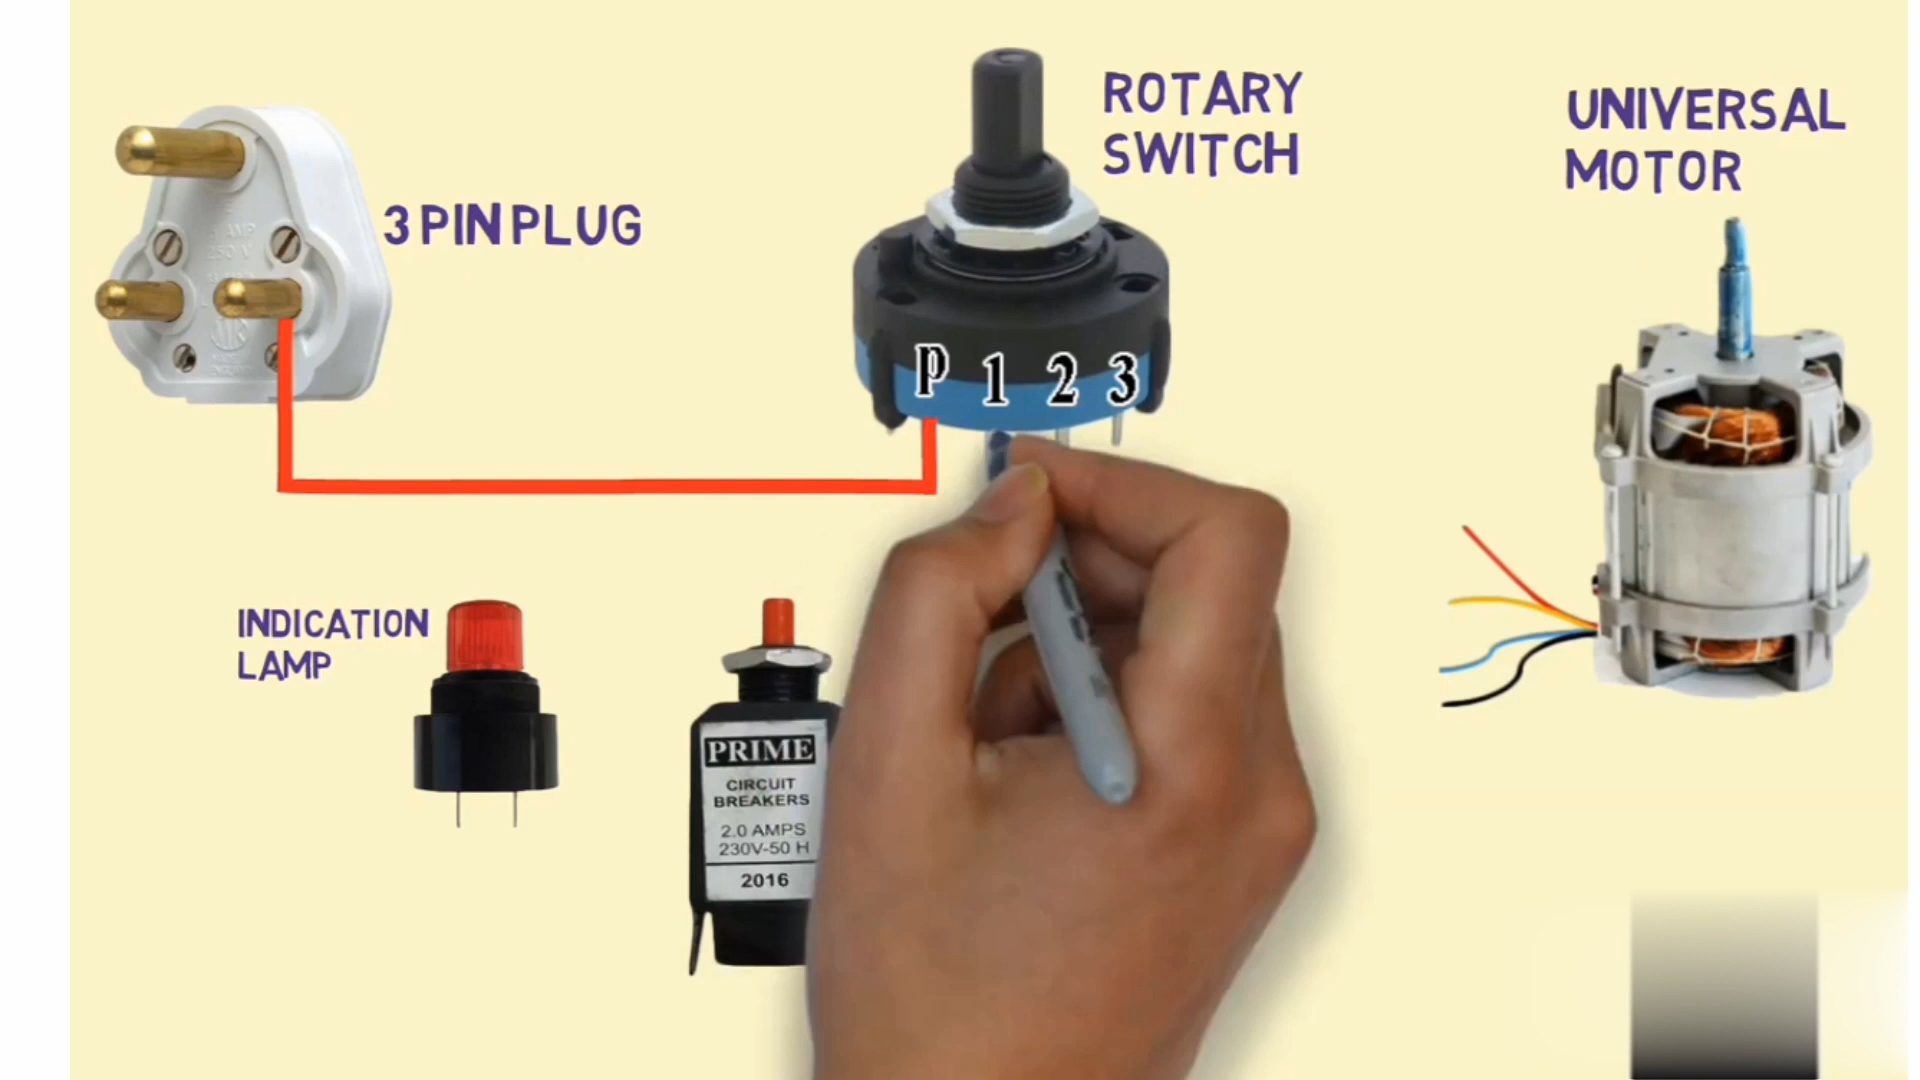 ROTARY
SWITCH
UNIVERSAL
MOTOR
3 PIN PLUG
P 1 2 3
INDICATION
LAMP
PRIME
CIRCUIT
BREAKERS
2.0 AMPS
230V-50 H
2016